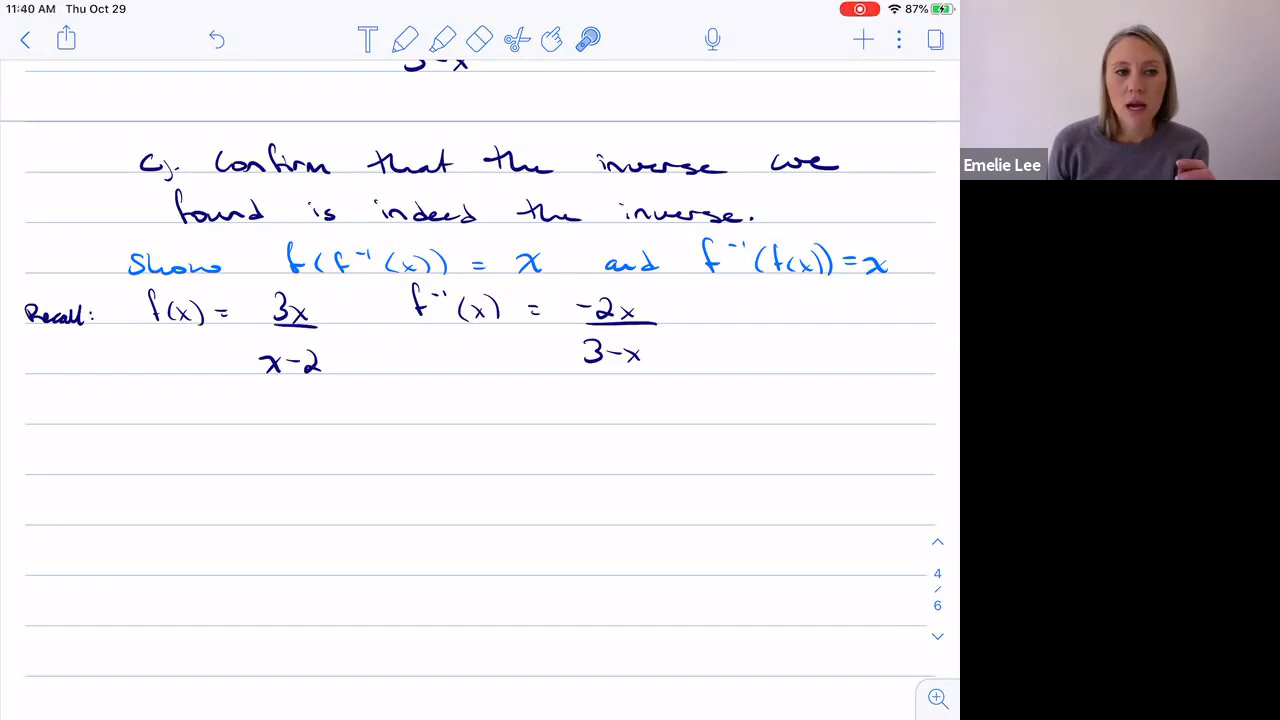 11:40 AM Thu Oct 29
87%
3-x
c). Confirm that the inverse we
found is indeed the inverse.
Show f(f⁻¹(x)) = x and f⁻¹(f(x)) = x
Recall: f(x) = 3x / x-2 f⁻¹(x) = -2x / 3-x
Emelie Lee
4
/
6